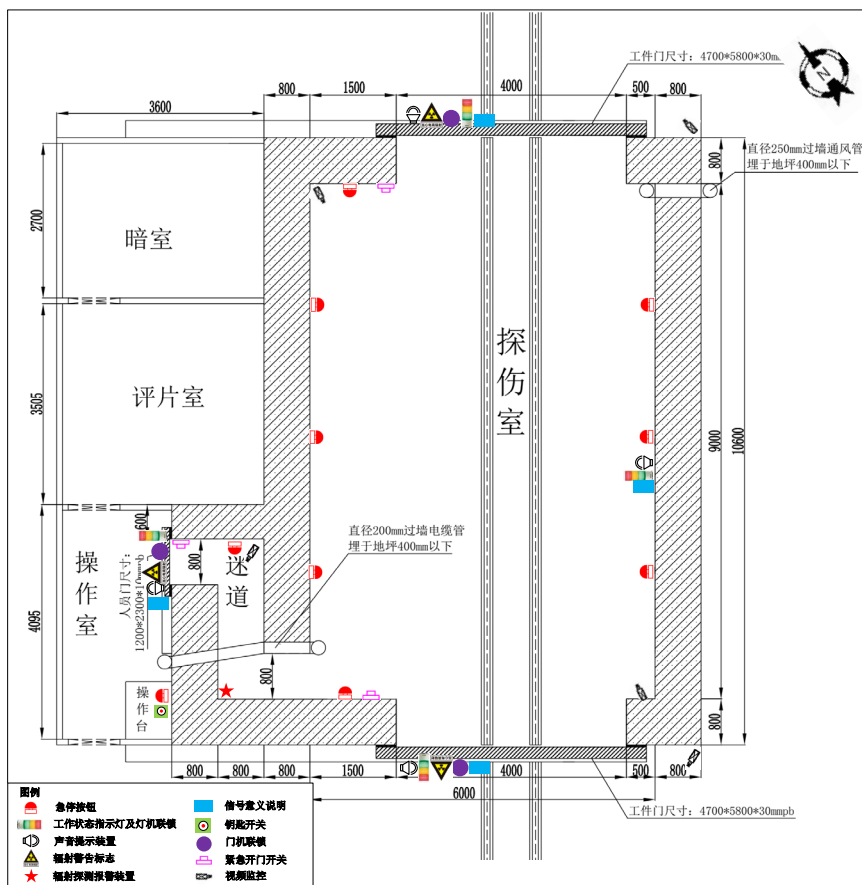 工件门尺寸：4700*5800*30m
N
800
1500
4000
500
800
3600
直径250mm过墙通风管
埋于地坪400mm以下
800
2700
暗室
探伤室
评片室
3505
9000
10600
直径200mm过墙电缆管
埋于地坪400mm以下
600
操作室
人员门尺寸：
1200*2300*10mmpb
800
迷道
4095
800
操作台
800
800
800
800
1500
4000
500
800
6000
工件门尺寸：4700*5800*30mmpb
图例
急停按钮
信号意义说明
工作状态指示灯及灯机联锁
钥匙开关
声音提示装置
门机联锁
辐射警告标志
紧急开门开关
辐射探测报警装置
视频监控